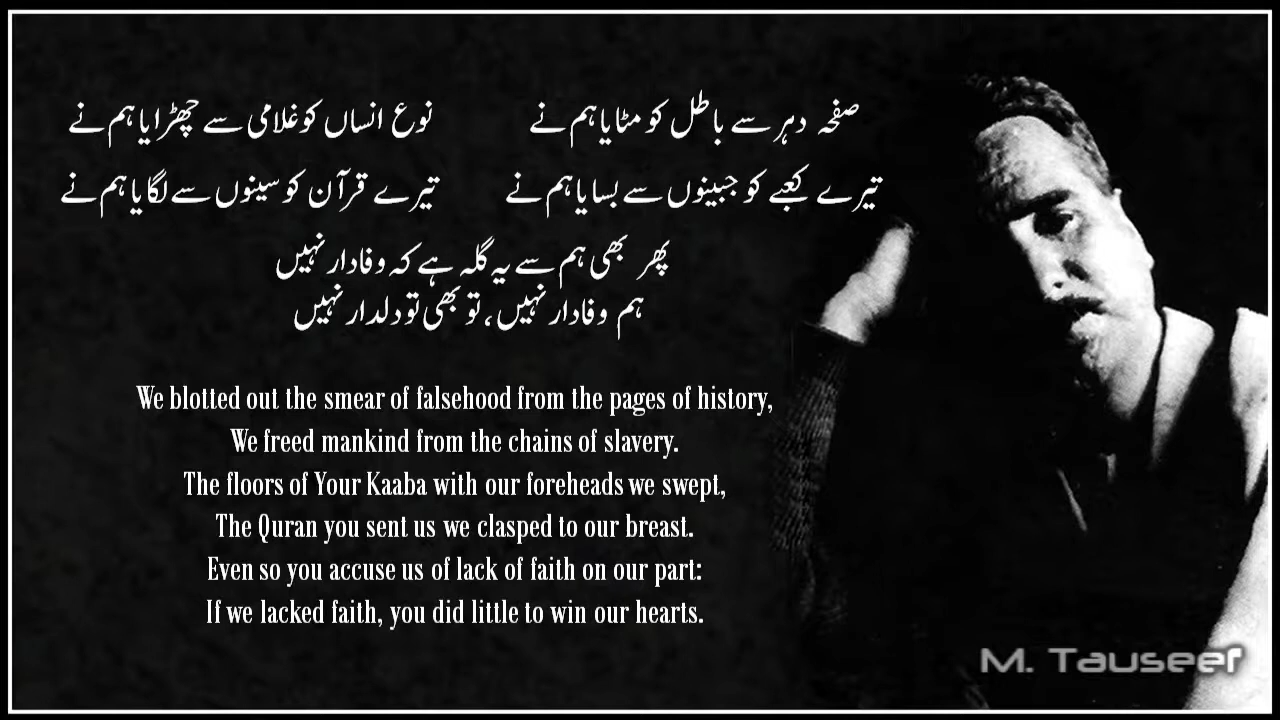 صفحہ دہر سے باطل کو مٹایا ہم نے نوع انساں کو غلامی سے چھڑایا ہم نے
تیرے کعبے کو جبینوں سے بسایا ہم نے تیرے قرآن کو سینوں سے لگایا ہم نے
پھر بھی ہم سے یہ گلہ ہے کہ وفادار نہیں
ہم وفادار نہیں، تو بھی تو دلدار نہیں
We blotted out the smear of falsehood from the pages of history,
We freed mankind from the chains of slavery.
The floors of Your Kaaba with our foreheads we swept,
The Quran you sent us we clasped to our breast.
Even so you accuse us of lack of faith on our part:
If we lacked faith, you did little to win our hearts.
M. Tauseef